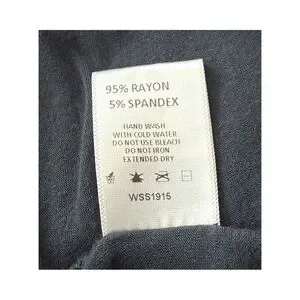 95% RAYON
5% SPANDEX
HAND WASH
WITH COLD WATER
DO NOT USE BLEACH
DO NOT IRON
EXTENDED DRY
WSS1915